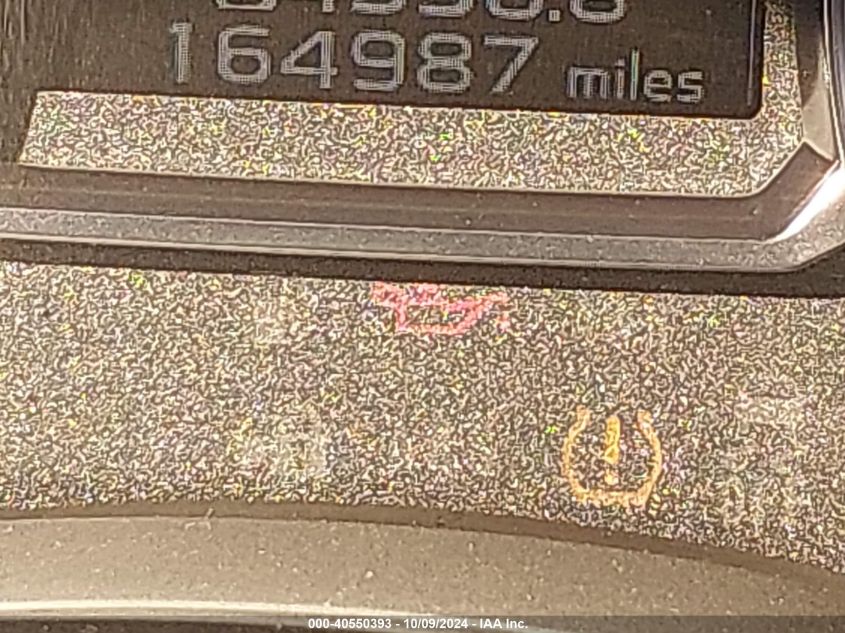 164987 miles
000-40550393 - 10/09/2024 - IAA Inc.